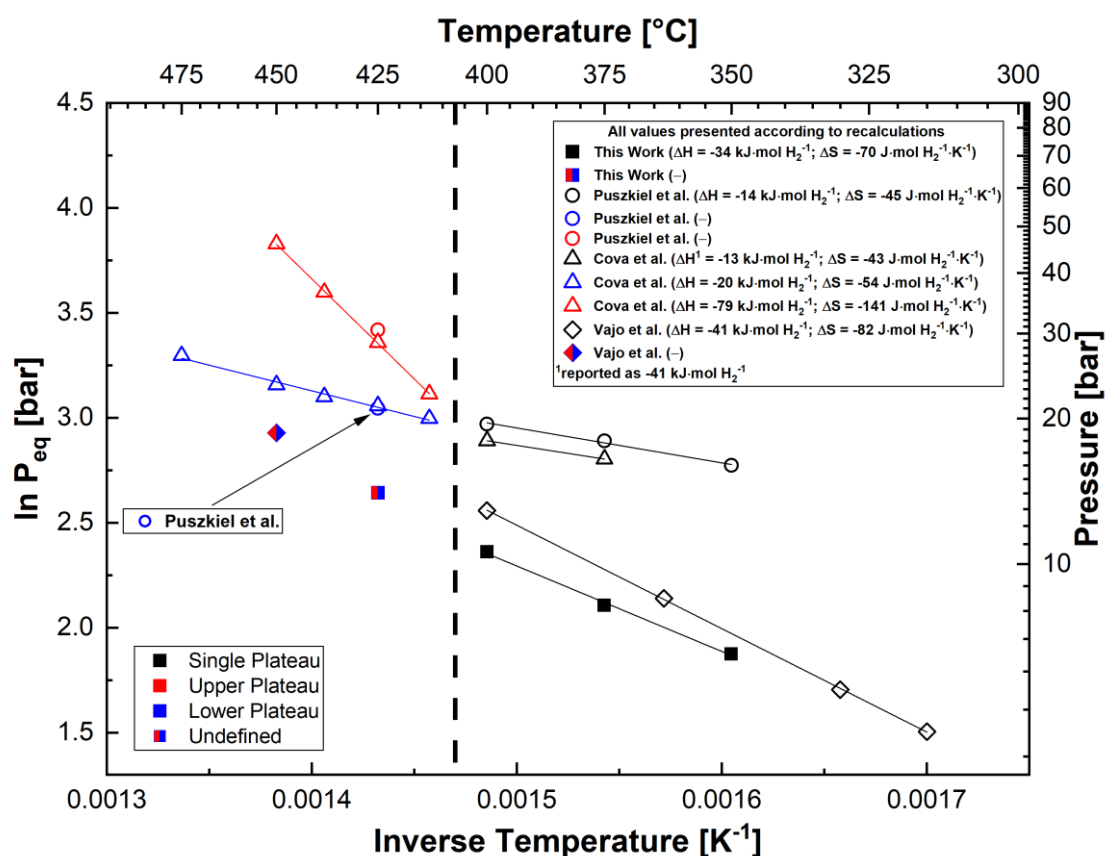 Temperature [°C]
475 450 425 400 375 350 325 300
All values presented according to recalculations
This Work (ΔH = -34 kJ·mol H₂⁻¹; ΔS = -70 J·mol H₂⁻¹·K⁻¹)
This Work (–)
Puszkiel et al. (ΔH = -14 kJ·mol H₂⁻¹; ΔS = -45 J·mol H₂⁻¹·K⁻¹)
Puszkiel et al. (–)
Puszkiel et al. (–)
Cova et al. (ΔH¹ = -13 kJ·mol H₂⁻¹; ΔS = -43 J·mol H₂⁻¹·K⁻¹)
Cova et al. (ΔH = -20 kJ·mol H₂⁻¹; ΔS = -54 J·mol H₂⁻¹·K⁻¹)
Cova et al. (ΔH = -79 kJ·mol H₂⁻¹; ΔS = -141 J·mol H₂⁻¹·K⁻¹)
Vajo et al. (ΔH = -41 kJ·mol H₂⁻¹; ΔS = -82 J·mol H₂⁻¹·K⁻¹)
Vajo et al. (–)
¹reported as -41 kJ·mol H₂⁻¹
ln P_eq [bar]
4.5
4.0
3.5
3.0
2.5
2.0
1.5
Puszkiel et al.
Single Plateau
Upper Plateau
Lower Plateau
Undefined
90
80
70
60
50
40
30
20
10
Pressure [bar]
0.0013 0.0014 0.0015 0.0016 0.0017
Inverse Temperature [K⁻¹]